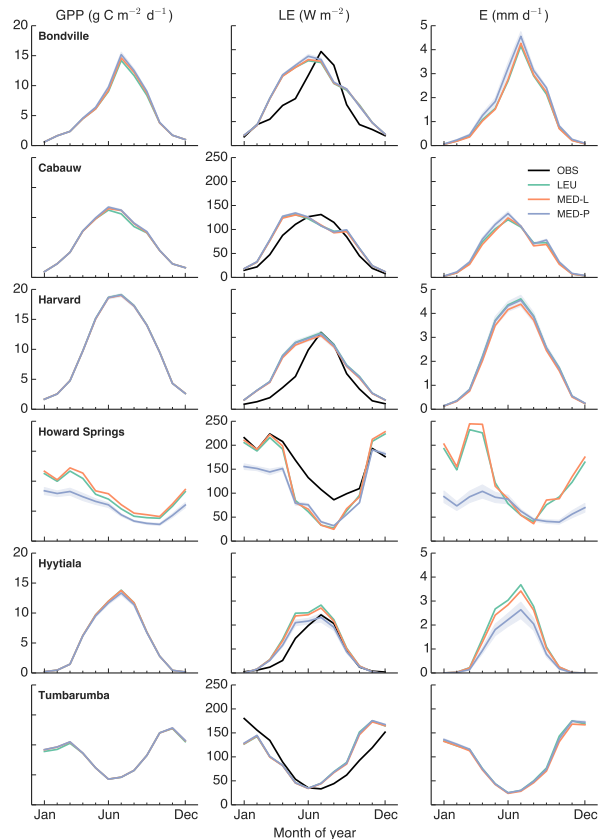 GPP (g C m⁻² d⁻¹) LE (W m⁻²) E (mm d⁻¹)
20 5
Bondville
15 4
10 3
2
5 1
0 0
Cabauw 250
200 OBS
150 LEU
100 MED-L
50 MED-P
0
20 5
Harvard
15 4
10 3
2
5 1
0 0
Howard Springs 250
200
150
100
50
0
20 5
Hyytiala
15 4
10 3
2
5 1
0 0
Tumbarumba 250
200
150
100
50
0
Jan Jun Dec Jan Jun Dec Jan Jun Dec
Month of year